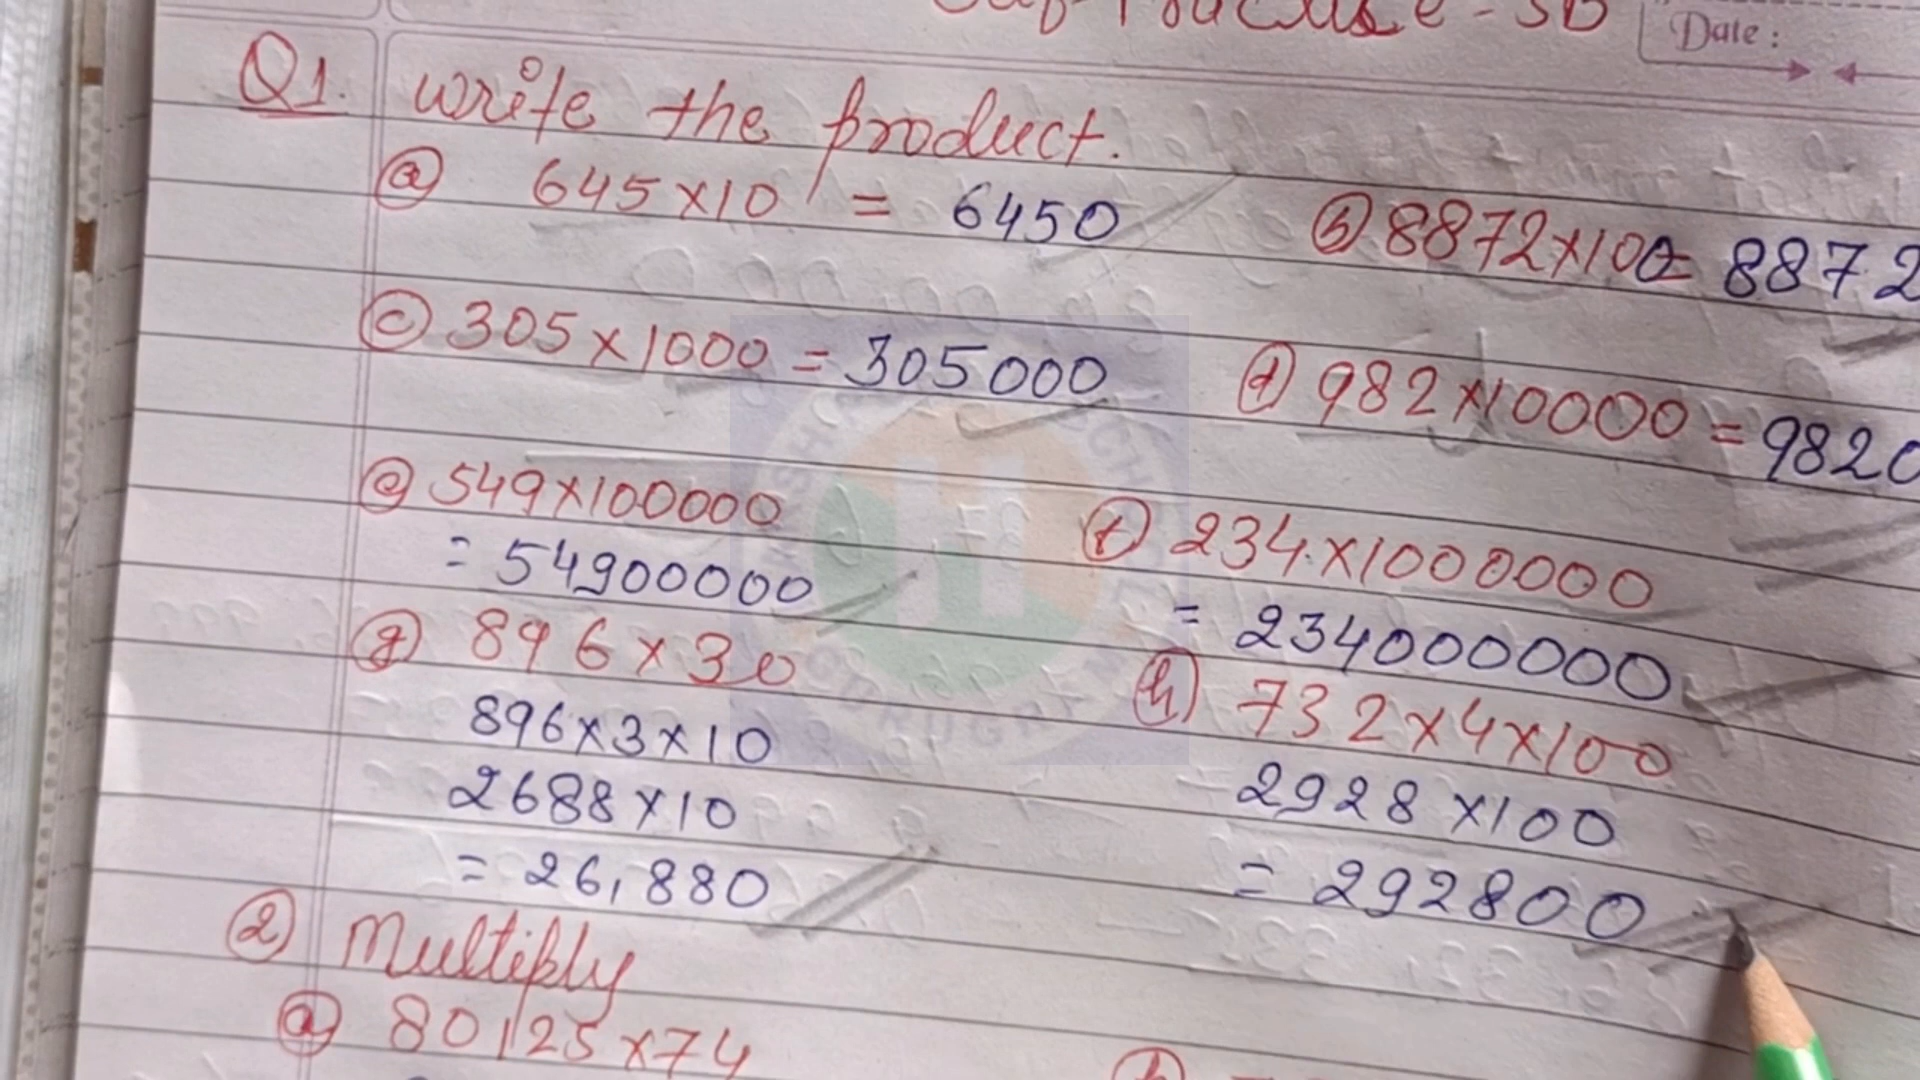 Date:
Q1. Write the product.
(a) 645×10 = 6450
(b) 8872×100= 8872
(c) 305×1000 = 305000
(d) 982×10000 = 9820
(e) 549×100000
= 54900000
(f) 234×1000000
= 234000000
(g) 896×30
896×3×10
2688×10
= 26,880
(h) 732×4×100
2928×100
= 292800
(2) Multiply
(a) 80125×74